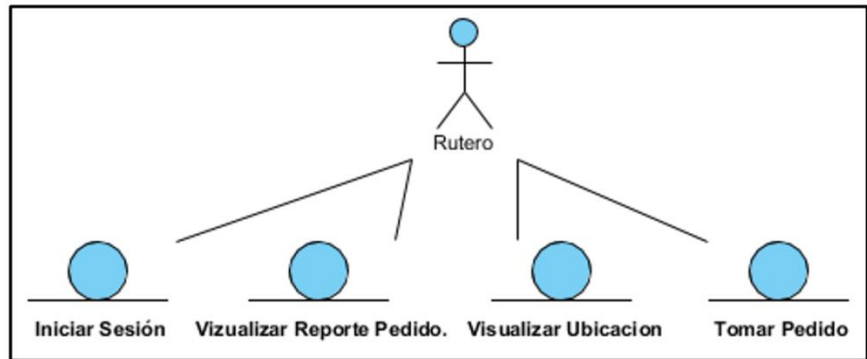 Rutero
Iniciar Sesión
Vizualizar Reporte Pedido.
Visualizar Ubicacion
Tomar Pedido